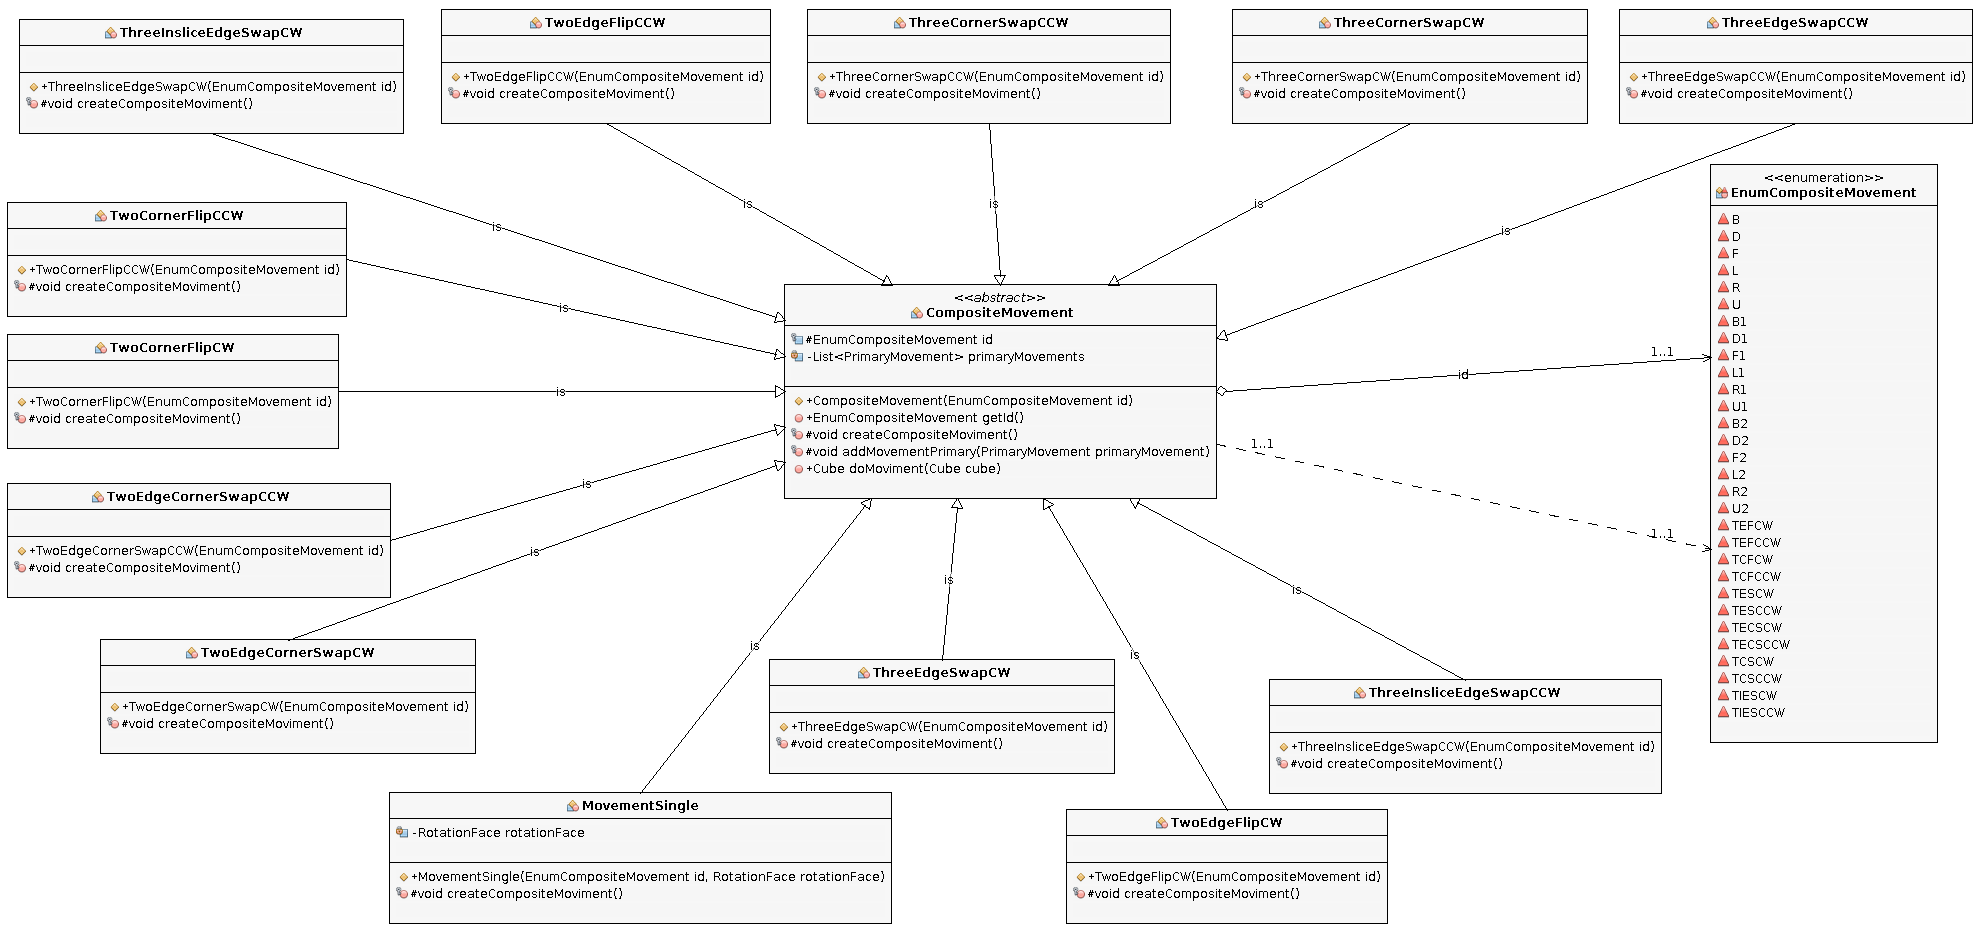 ThreeInsliceEdgeSwapCW
+ThreeInsliceEdgeSwapCW(EnumCompositeMovement id)
#void createCompositeMoviment()
TwoEdgeFlipCCW
+TwoEdgeFlipCCW(EnumCompositeMovement id)
#void createCompositeMoviment()
ThreeCornerSwapCCW
+ThreeCornerSwapCCW(EnumCompositeMovement id)
#void createCompositeMoviment()
ThreeCornerSwapCW
+ThreeCornerSwapCW(EnumCompositeMovement id)
#void createCompositeMoviment()
ThreeEdgeSwapCCW
+ThreeEdgeSwapCCW(EnumCompositeMovement id)
#void createCompositeMoviment()
is
is
is
is
is
TwoCornerFlipCCW
+TwoCornerFlipCCW(EnumCompositeMovement id)
#void createCompositeMoviment()
is
TwoCornerFlipCW
+TwoCornerFlipCW(EnumCompositeMovement id)
#void createCompositeMoviment()
is
TwoEdgeCornerSwapCCW
+TwoEdgeCornerSwapCCW(EnumCompositeMovement id)
#void createCompositeMoviment()
is
is
<<abstract>>
CompositeMovement
#EnumCompositeMovement id
-List<PrimaryMovement> primaryMovements
+CompositeMovement(EnumCompositeMovement id)
+EnumCompositeMovement getId()
#void createCompositeMoviment()
#void addMovementPrimary(PrimaryMovement primaryMovement)
+Cube doMoviment(Cube cube)
1..1
id
1..1
1..1
<<enumeration>>
EnumCompositeMovement
B
D
F
L
R
U
B1
D1
F1
L1
R1
U1
B2
D2
F2
L2
R2
U2
TEFCW
TEFCCW
TCFCW
TCFCCW
TESCW
TESCCW
TECSCW
TECSCCW
TCSCW
TCSCCW
TIESCW
TIESCCW
TwoEdgeCornerSwapCW
+TwoEdgeCornerSwapCW(EnumCompositeMovement id)
#void createCompositeMoviment()
is
is
is
is
ThreeEdgeSwapCW
+ThreeEdgeSwapCW(EnumCompositeMovement id)
#void createCompositeMoviment()
ThreeInsliceEdgeSwapCCW
+ThreeInsliceEdgeSwapCCW(EnumCompositeMovement id)
#void createCompositeMoviment()
MovementSingle
-RotationFace rotationFace
+MovementSingle(EnumCompositeMovement id, RotationFace rotationFace)
#void createCompositeMoviment()
TwoEdgeFlipCW
+TwoEdgeFlipCW(EnumCompositeMovement id)
#void createCompositeMoviment()